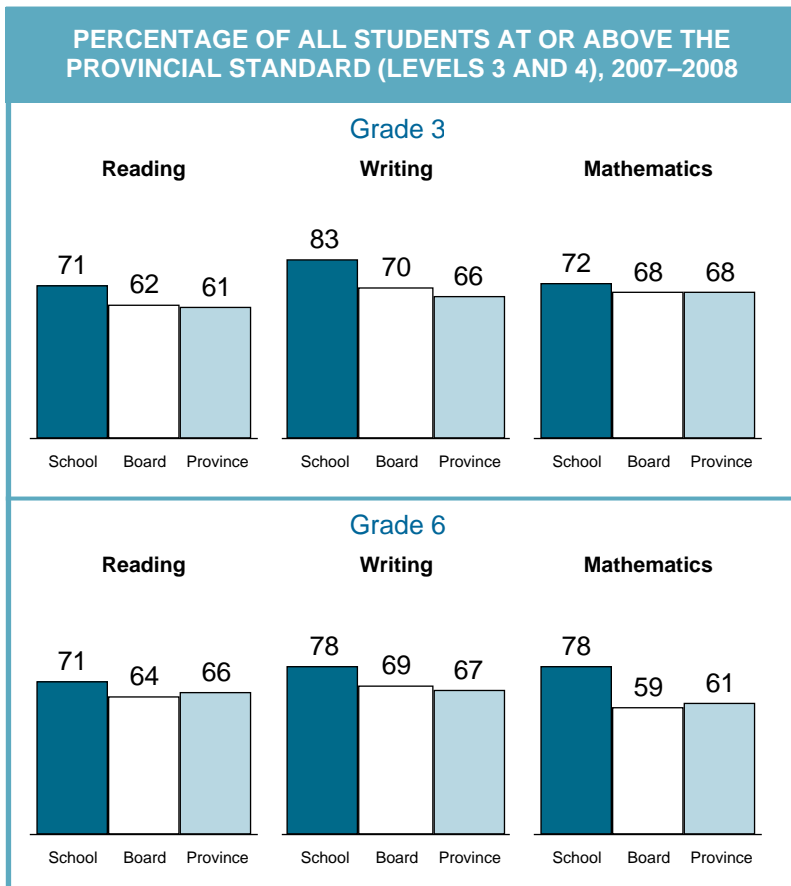 PERCENTAGE OF ALL STUDENTS AT OR ABOVE THE
PROVINCIAL STANDARD (LEVELS 3 AND 4), 2007–2008
Grade 3
Reading Writing Mathematics
71 62 61 83 70 66 72 68 68
School Board Province School Board Province School Board Province
Grade 6
Reading Writing Mathematics
71 64 66 78 69 67 78 59 61
School Board Province School Board Province School Board Province